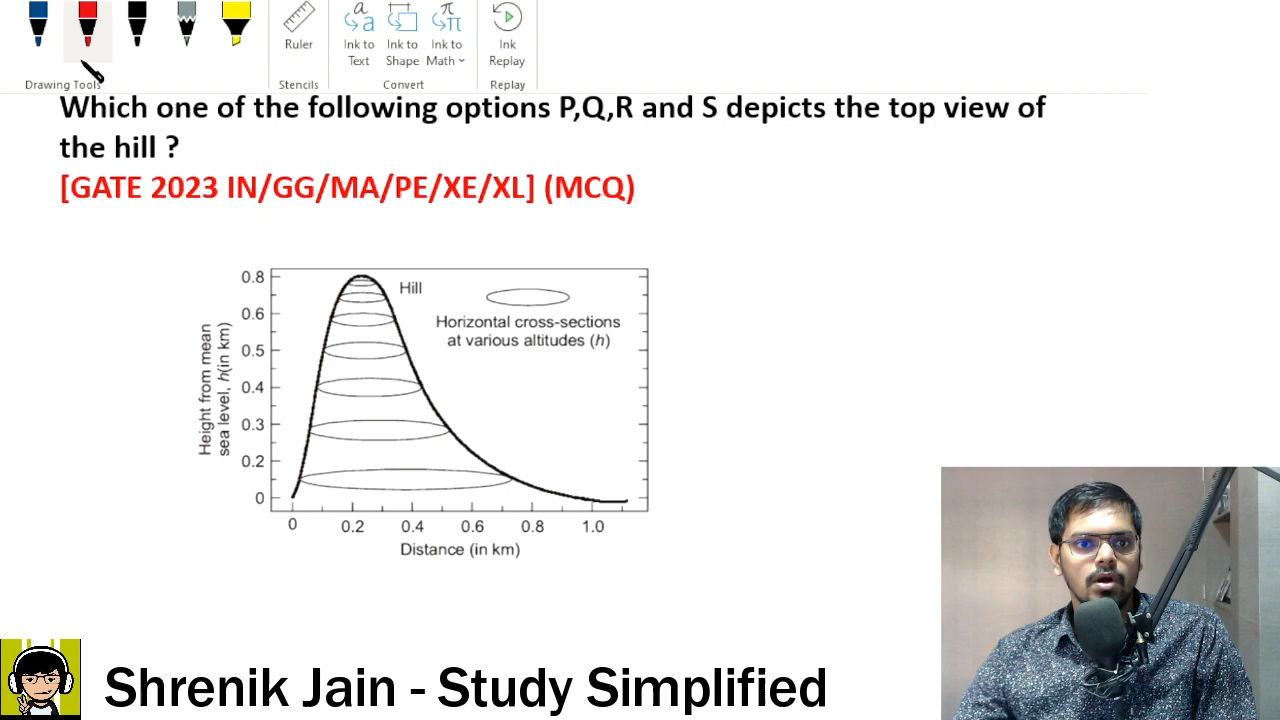 a
a
π
ππ
Ruler
Ink to
Text
Ink to
Shape
Ink to
Math
Ink
Replay
Drawing Tools
Stencils
Convert
Replay
Which one of the following options P,Q,R and S depicts the top view of
the hill ?
[GATE 2023 IN/GG/MA/PE/XE/XL] (MCQ)
0.8
0.6
0.5
0.4
0.3
0.2
0
Height from mean
sea level, h(in km)
Hill
Horizontal cross-sections
at various altitudes (h)
0 0.2 0.4 0.6 0.8 1.0
Distance (in km)
Shrenik Jain - Study Simplified